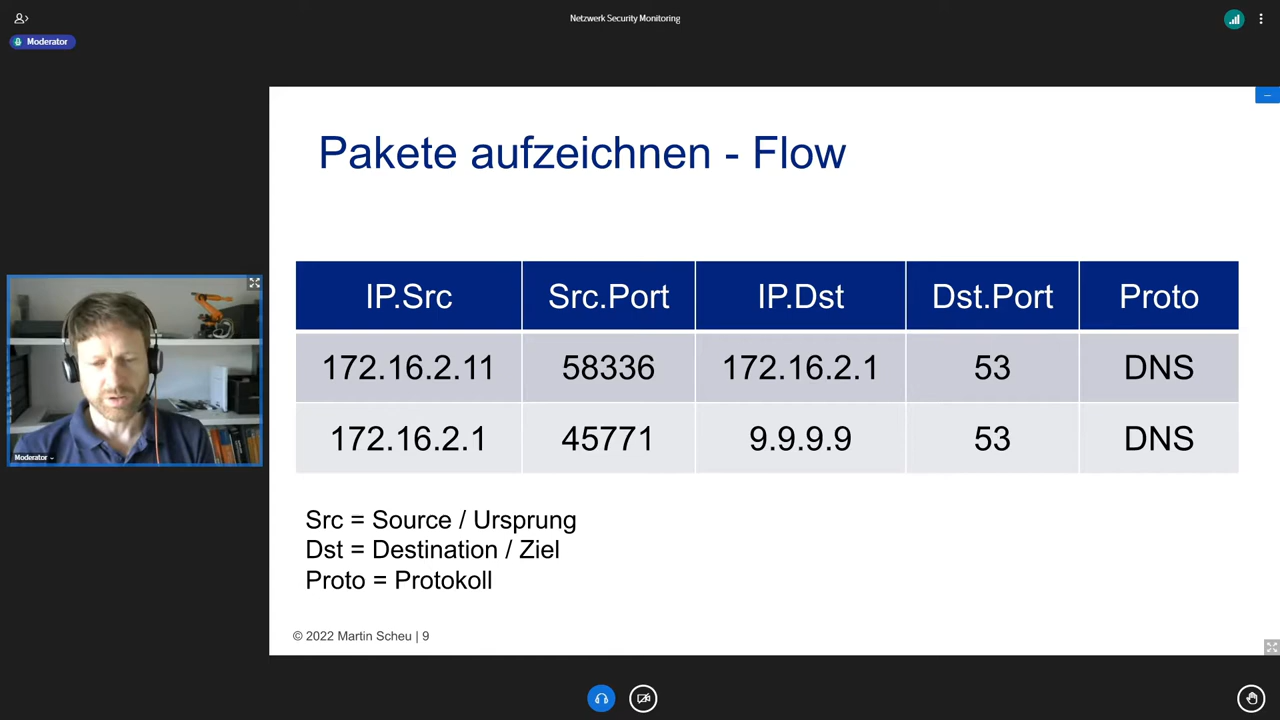 Netzwerk Security Monitoring
Moderator
Pakete aufzeichnen - Flow
IP.Src Src.Port IP.Dst Dst.Port Proto
172.16.2.11 58336 172.16.2.1 53 DNS
172.16.2.1 45771 9.9.9.9 53 DNS
Src = Source / Ursprung
Dst = Destination / Ziel
Proto = Protokoll
© 2022 Martin Scheu | 9
Moderator